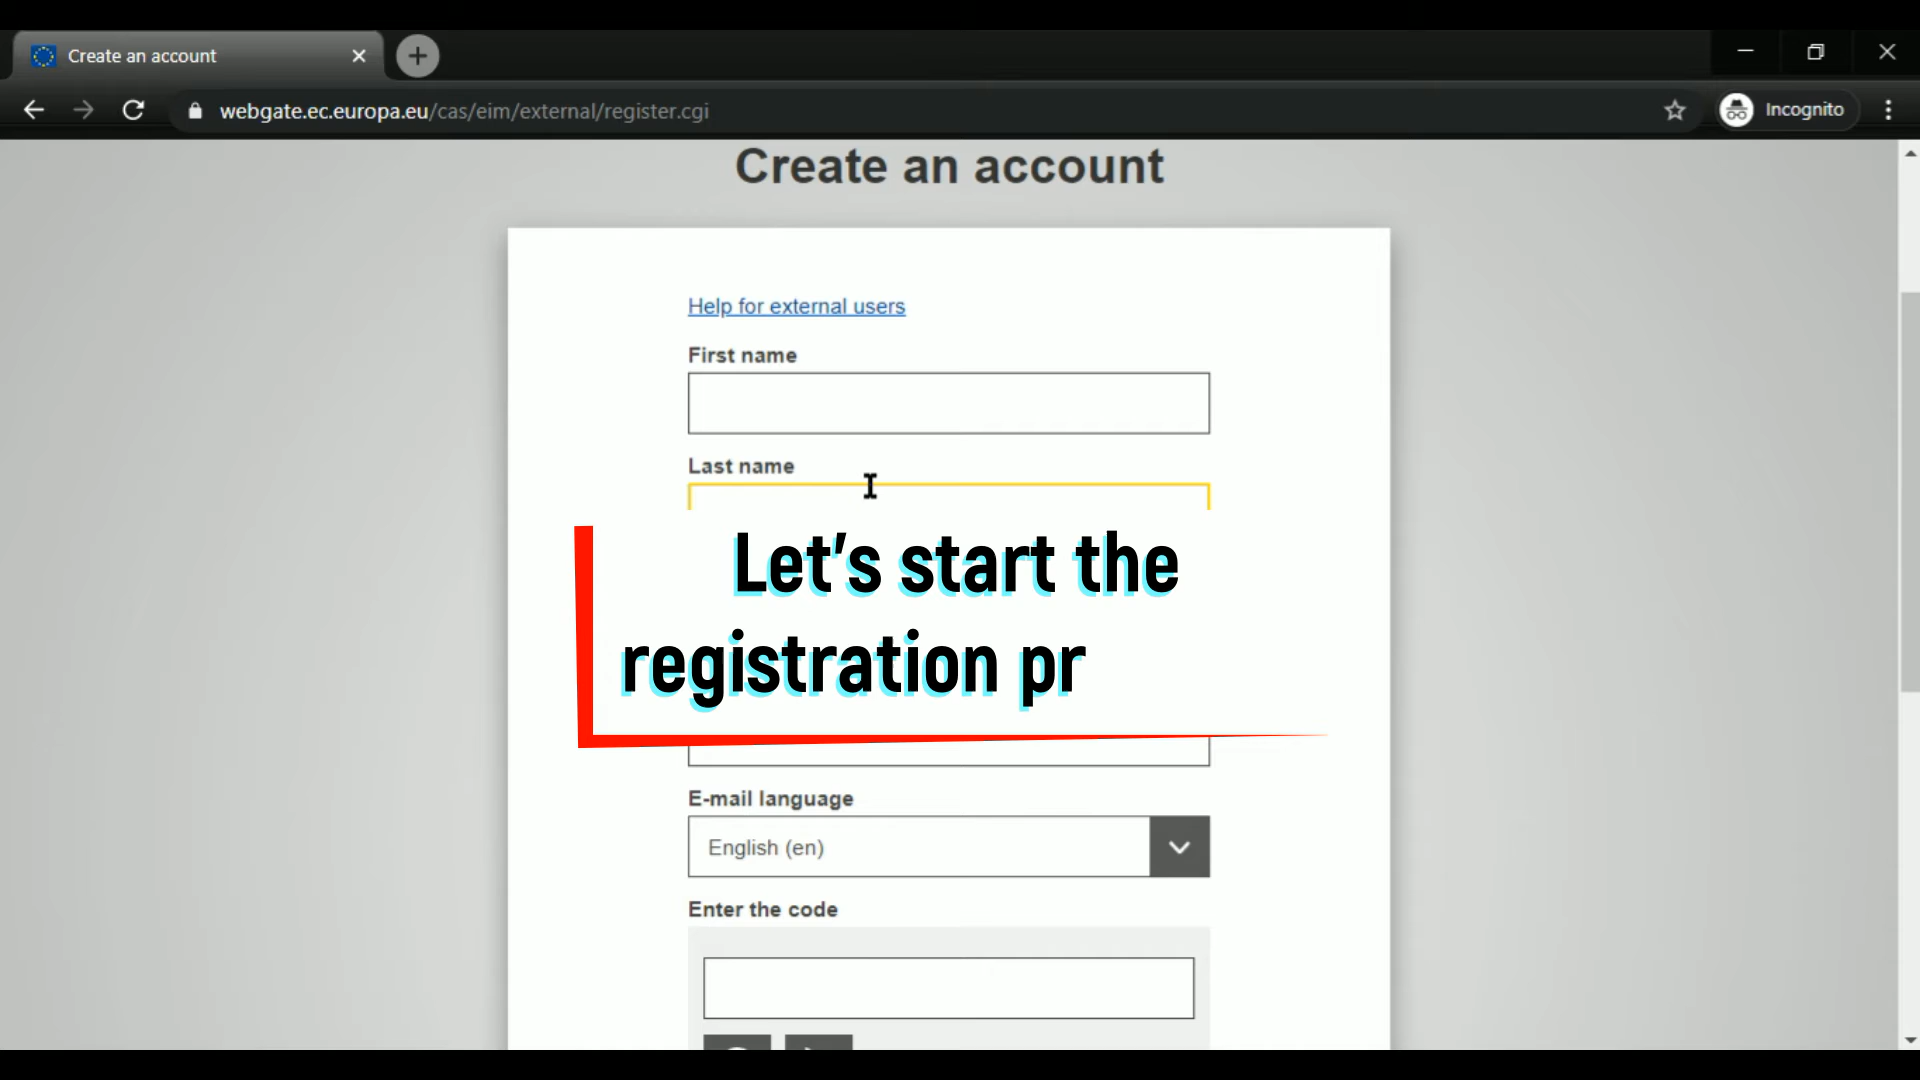 Create an account
webgate.ec.europa.eu/cas/eim/external/register.cgi
Incognito
Create an account
Help for external users
First name
Last name
Let's start the
registration pr
E-mail language
English (en)
Enter the code